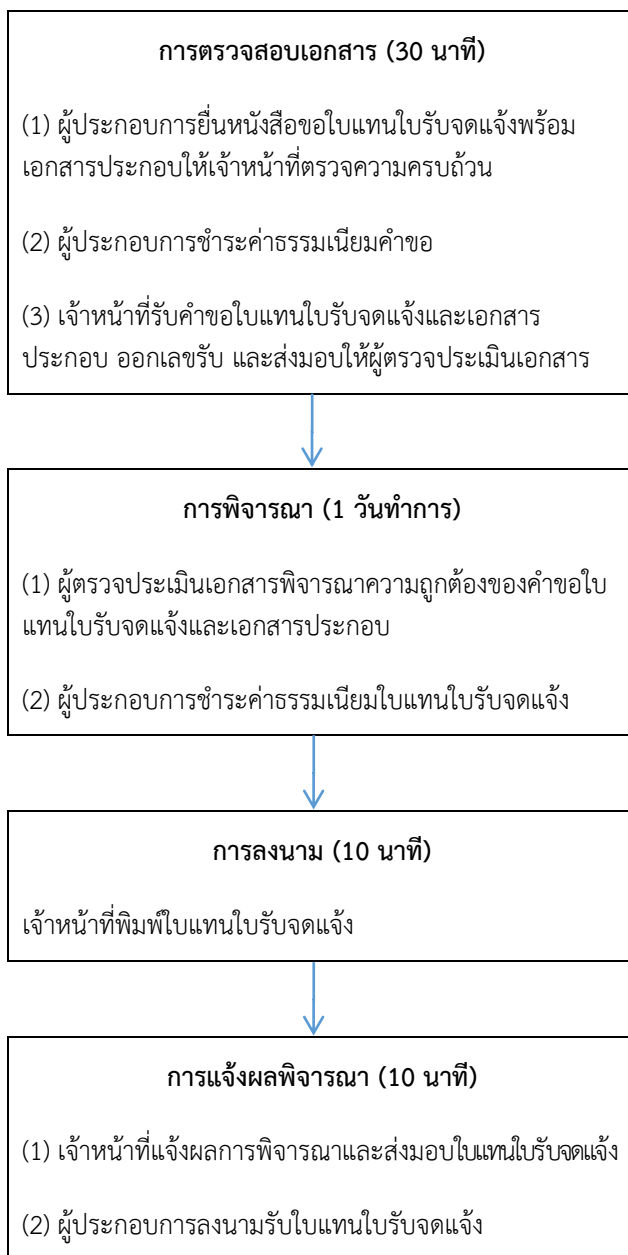 การตรวจสอบเอกสาร (30 นาที)
(1) ผู้ประกอบการยื่นหนังสือขอใบแทนใบรับจดแจ้งพร้อม
เอกสารประกอบให้เจ้าหน้าที่ตรวจความครบถ้วน
(2) ผู้ประกอบการชำระค่าธรรมเนียมคำขอ
(3) เจ้าหน้าที่รับคำขอใบแทนใบรับจดแจ้งและเอกสาร
ประกอบ ออกเลขรับ และส่งมอบให้ผู้ตรวจประเมินเอกสาร
การพิจารณา (1 วันทำการ)
(1) ผู้ตรวจประเมินเอกสารพิจารณาความถูกต้องของคำขอใบ
แทนใบรับจดแจ้งและเอกสารประกอบ
(2) ผู้ประกอบการชำระค่าธรรมเนียมใบแทนใบรับจดแจ้ง
การลงนาม (10 นาที)
เจ้าหน้าที่พิมพ์ใบแทนใบรับจดแจ้ง
การแจ้งผลพิจารณา (10 นาที)
(1) เจ้าหน้าที่แจ้งผลการพิจารณาและส่งมอบใบแทนใบรับจดแจ้ง
(2) ผู้ประกอบการลงนามรับใบแทนใบรับจดแจ้ง